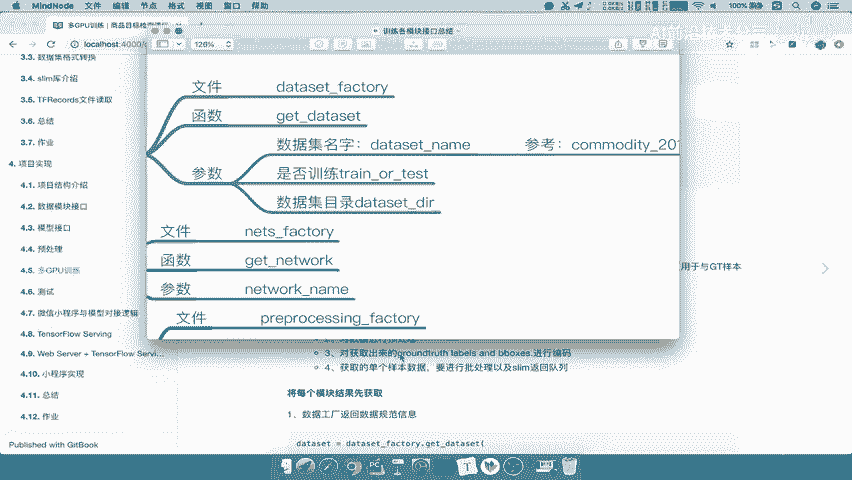 MindNode 文件 编辑 节点 格式 视图 窗口 帮助 100%
多GPU训练 | 商品目标检测
localhost:4000/
训练各模块接口总结
126%
3.3. 数据集格式转换
3.4. slim库介绍
3.5. TFRecords文件读取
3.6. 总结
3.7. 作业
4. 项目实现
4.1. 项目结构介绍
4.2. 数据模块接口
4.3. 模型接口
4.4. 预处理
4.5. 多GPU训练
4.6. 测试
4.7. 微信小程序与模型对接逻辑
4.8. TensorFlow Serving
4.9. Web Server + TensorFlow Servi...
4.10. 小程序实现
4.11. 总结
4.12. 作业
Published with GitBook
文件 dataset_factory
函数 get_dataset
数据集名字：dataset_name 参考：commodity_201
参数 是否训练train_or_test
数据集目录dataset_dir
文件 nets_factory
函数 get_network
参数 network_name
文件 preprocessing_factory
用于与GT样本
3、对获取出来的groundtruth labels and bboxes.进行编码
4、获取的单个样本数据，要进行批处理以及slim返回队列
将每个模块结果先获取
1、数据工厂返回数据规范信息
dataset = dataset_factory.get_dataset(